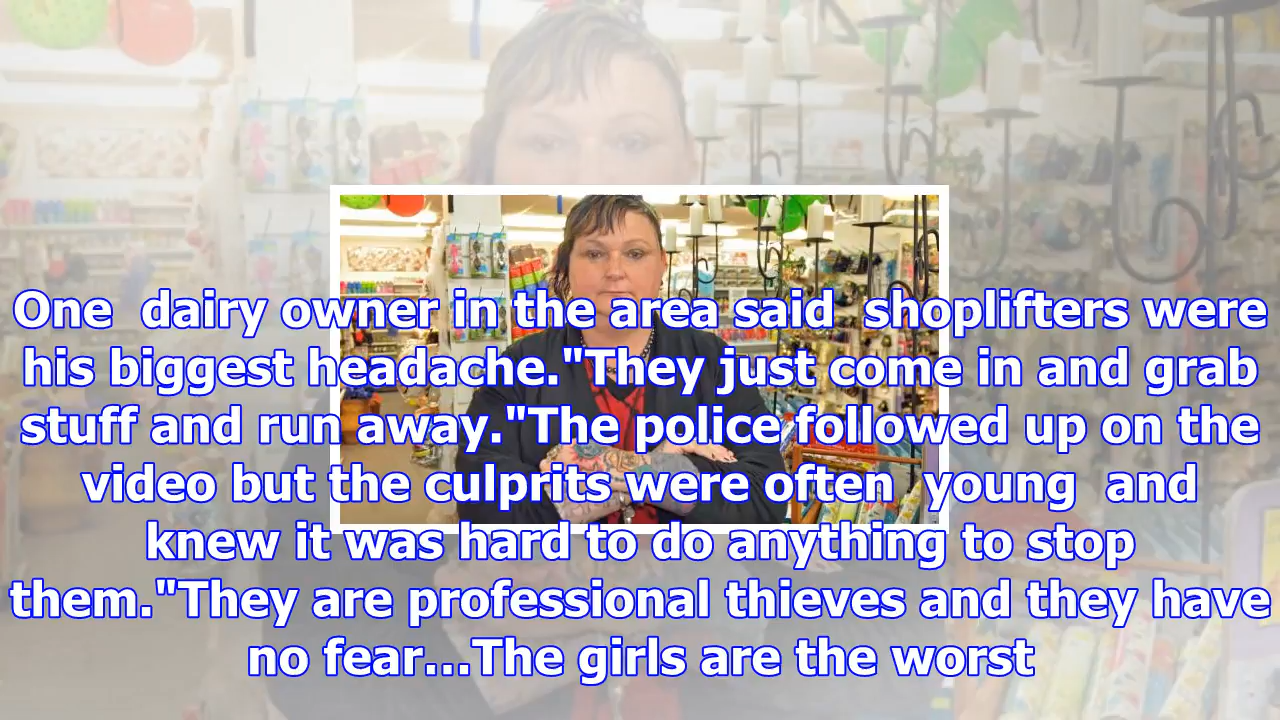 One  dairy owner in the area said  shoplifters were
his biggest headache."They just come in and grab
stuff and run away."The police followed up on the
video but the culprits were often  young  and
knew it was hard to do anything to stop
them."They are professional thieves and they have
no fear...The girls are the worst